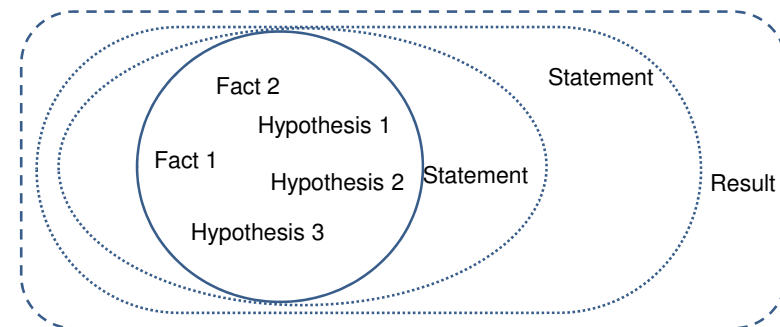 Statement
Fact 2
Hypothesis 1
Fact 1
Hypothesis 2
Statement
Result
Hypothesis 3